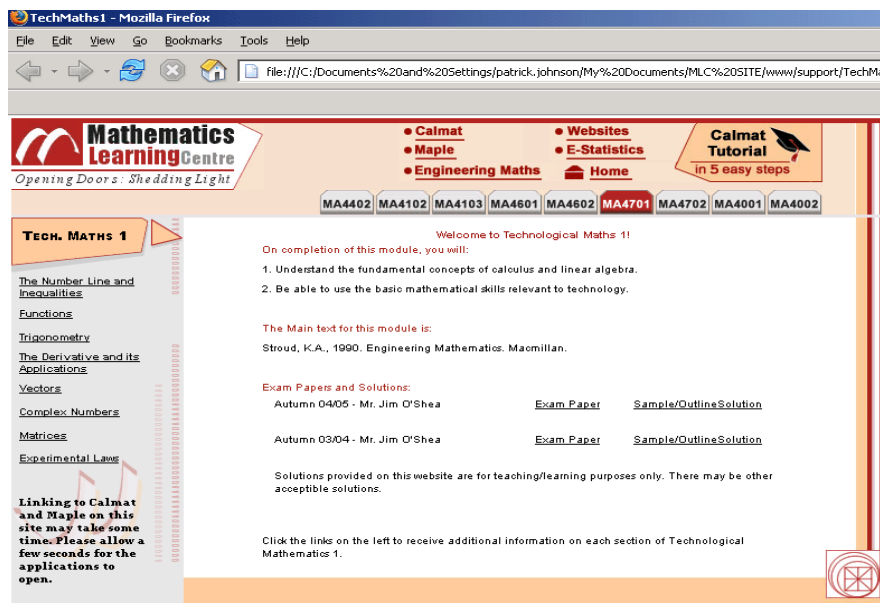 TechMaths1 - Mozilla Firefox
File Edit View Go Bookmarks Tools Help
file:///C:/Documents%20and%20Settings/patrick.johnson/My%20Documents/MLC%20SITE/www/support/TechMa
Mathematics
LearningCentre
Opening Doors: Shedding Light
Calmat
Maple
Engineering Maths
Websites
E-Statistics
Home
Calmat
Tutorial
in 5 easy steps
MA4402 MA4102 MA4103 MA4601 MA4602 MA4701 MA4702 MA4001 MA4002
TECH. MATHS 1
The Number Line and
Inequalities
Functions
Trigonometry
The Derivative and its
Applications
Vectors
Complex Numbers
Matrices
Experimental Laws
Linking to Calmat
and Maple on this
site may take some
time. Please allow a
few seconds for the
applications to
open.
Welcome to Technological Maths 1!
On completion of this module, you will:
1. Understand the fundamental concepts of calculus and linear algebra.
2. Be able to use the basic mathematical skills relevant to technology.
The Main text for this module is:
Stroud, K.A., 1990. Engineering Mathematics. Macmillan.
Exam Papers and Solutions:
Autumn 04/05 - Mr. Jim O'Shea Exam Paper Sample/OutlineSolution
Autumn 03/04 - Mr. Jim O'Shea Exam Paper Sample/OutlineSolution
Solutions provided on this website are for teaching/learning purposes only. There may be other
acceptible solutions.
Click the links on the left to receive additional information on each section of Technological
Mathematics 1.